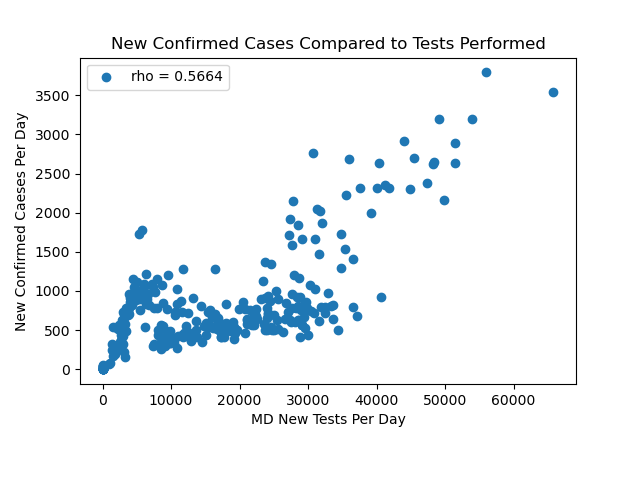 New Confirmed Cases Compared to Tests Performed
rho = 0.5664
New Confirmed Caeses Per Day
3500
3000
2500
2000
1500
1000
500
0
0 10000 20000 30000 40000 50000 60000
MD New Tests Per Day